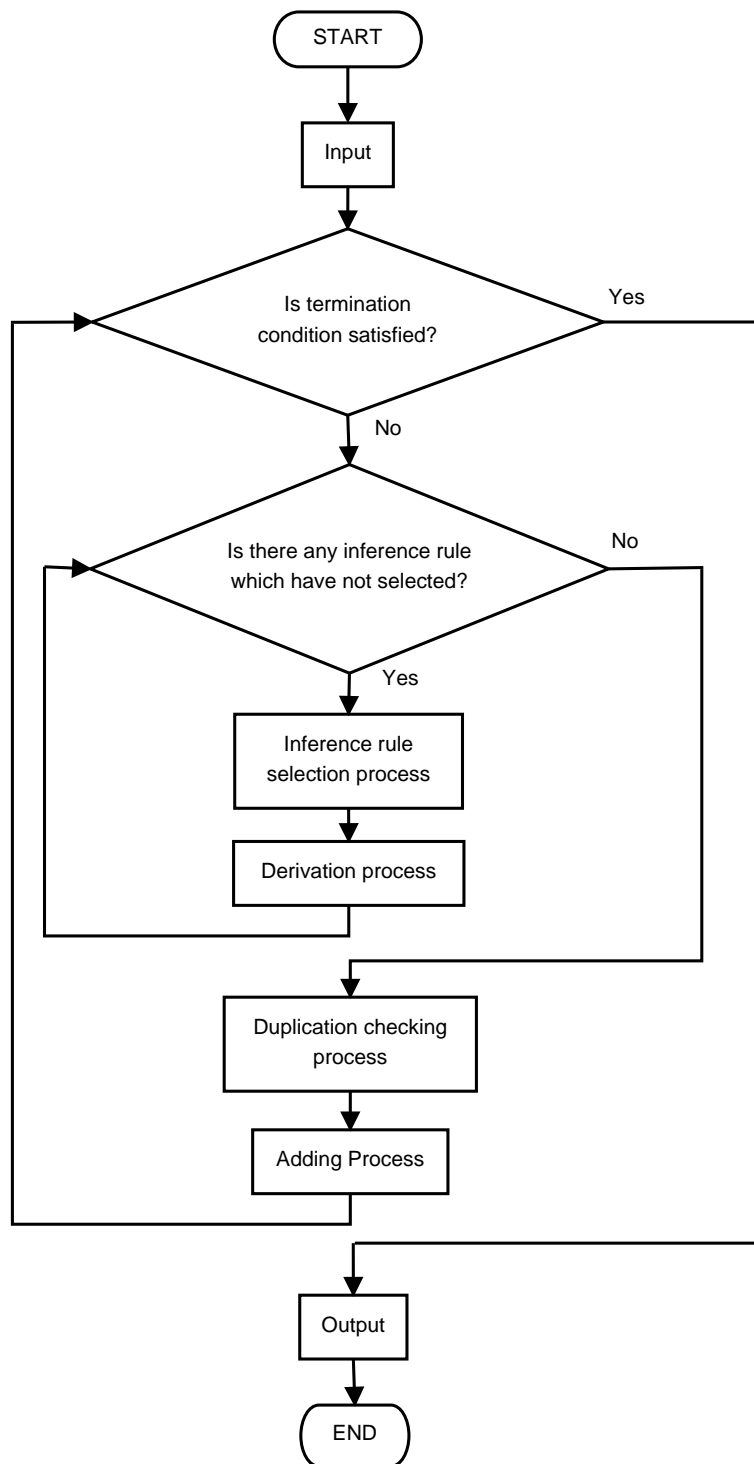 START
Input
Is termination
condition satisfied?
Yes
No
Is there any inference rule
which have not selected?
No
Yes
Inference rule
selection process
Derivation process
Duplication checking
process
Adding Process
Output
END